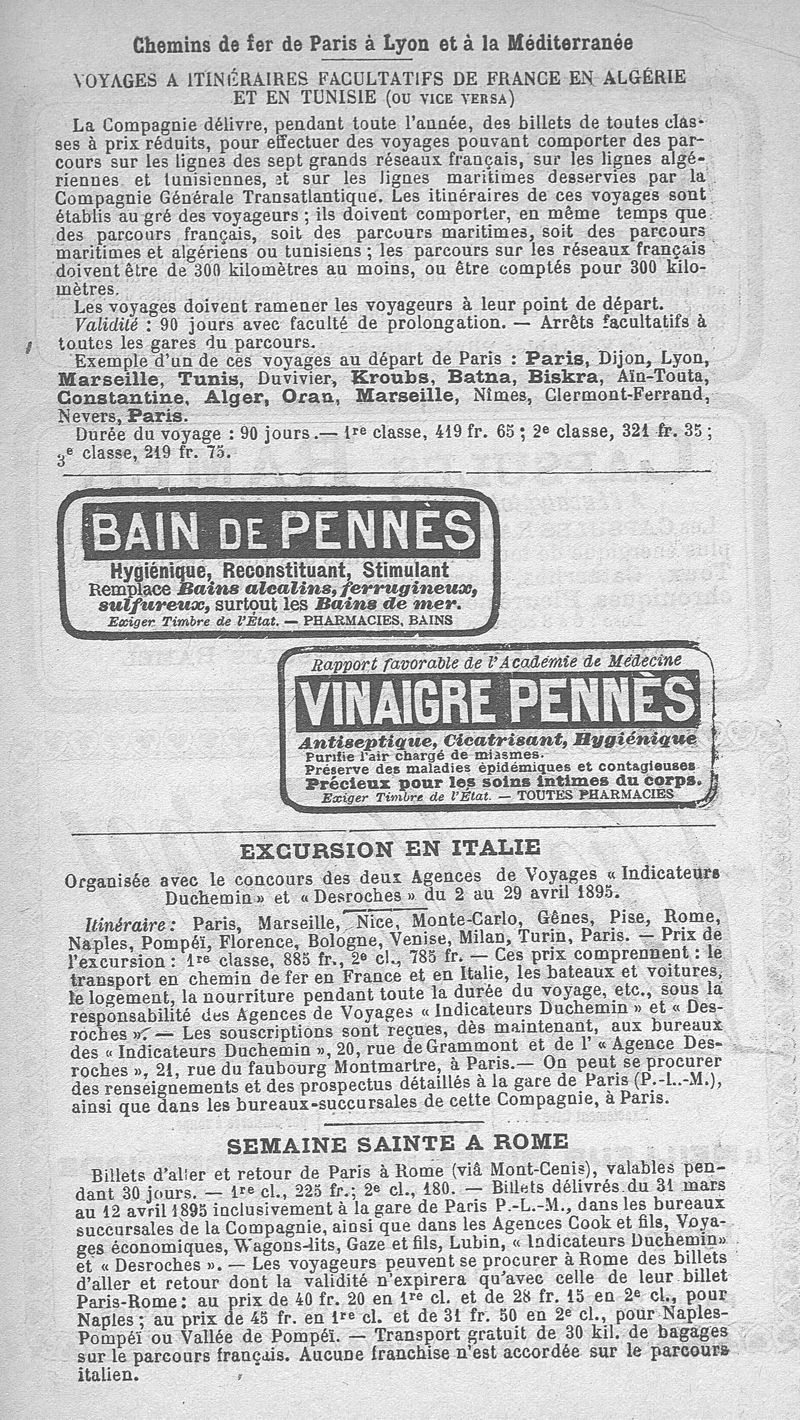 Chemins de fer de Paris à Lyon et à la Méditerranée
VOYAGES A ITINÉRAIRES FACULTATIFS DE FRANCE EN ALGÉRIE
ET EN TUNISIE (OU VICE VERSA)
La Compagnie délivre, pendant toute l'année, des billets de toutes clas-
ses à prix réduits, pour effectuer des voyages pouvant comporter des par-
cours sur les lignes des sept grands réseaux français, sur les lignes algé-
riennes et tunisiennes, et sur les lignes maritimes desservies par la
Compagnie Générale Transatlantique. Les itinéraires de ces voyages sont
établis au gré des voyageurs ; ils doivent comporter, en même temps que
des parcours français, soit des parcours maritimes, soit des parcours
maritimes et algériens ou tunisiens ; les parcours sur les réseaux français
doivent être de 300 kilomètres au moins, ou être comptés pour 300 kilo-
mètres.
Les voyages doivent ramener les voyageurs à leur point de départ.
Validité : 90 jours avec faculté de prolongation. — Arrêts facultatifs à
toutes les gares du parcours.
Exemple d'un de ces voyages au départ de Paris : Paris, Dijon, Lyon,
Marseille, Tunis, Duvivier, Kroubs, Batna, Biskra, Aïn-Touta,
Constantine, Alger, Oran, Marseille, Nîmes, Clermont-Ferrand,
Nevers, Paris.
Durée du voyage : 90 jours.— 1re classe, 419 fr. 65 ; 2e classe, 321 fr. 35 ;
3e classe, 219 fr. 75.
BAIN DE PENNÈS
Hygiénique, Reconstituant, Stimulant
Remplace Bains alcalins, ferrugineux,
sulfureux, surtout les Bains de mer.
Exiger Timbre de l'État. — PHARMACIES, BAINS
Rapport favorable de l'Académie de Médecine
VINAIGRE PENNÈS
Antiseptique, Cicatrisant, Hygiénique
Purifie l'air chargé de miasmes.
Préserve des maladies épidémiques et contagieuses
Précieux pour les soins intimes du corps.
Exiger Timbre de l'État. — TOUTES PHARMACIES
EXCURSION EN ITALIE
Organisée avec le concours des deux Agences de Voyages « Indicateurs
Duchemin » et « Desroches » du 2 au 29 avril 1895.
Itinéraire : Paris, Marseille, Nice, Monte-Carlo, Gênes, Pise, Rome,
Naples, Pompéï, Florence, Bologne, Venise, Milan, Turin, Paris. — Prix de
l'excursion : 1re classe, 885 fr., 2e cl., 785 fr. — Ces prix comprennent : le
transport en chemin de fer en France et en Italie, les bateaux et voitures,
le logement, la nourriture pendant toute la durée du voyage, etc., sous la
responsabilité des Agences de Voyages « Indicateurs Duchemin » et « Des-
roches ». — Les souscriptions sont reçues, dès maintenant, aux bureaux
des « Indicateurs Duchemin », 20, rue de Grammont et de l' « Agence Des-
roches », 21, rue du faubourg Montmartre, à Paris.— On peut se procurer
des renseignements et des prospectus détaillés à la gare de Paris (P.-L.-M.),
ainsi que dans les bureaux-succursales de cette Compagnie, à Paris.
SEMAINE SAINTE A ROME
Billets d'aller et retour de Paris à Rome (viâ Mont-Cenis), valables pen-
dant 30 jours. — 1re cl., 225 fr.; 2e cl., 180. — Billets délivrés du 31 mars
au 12 avril 1895 inclusivement à la gare de Paris P.-L.-M., dans les bureaux
succursales de la Compagnie, ainsi que dans les Agences Cook et fils, Voya-
ges économiques, Wagons-lits, Gaze et fils, Lubin, « Indicateurs Duchemin »
et « Desroches ». — Les voyageurs peuvent se procurer à Rome des billets
d'aller et retour dont la validité n'expirera qu'avec celle de leur billet
Paris-Rome : au prix de 40 fr. 20 en 1re cl. et de 28 fr. 15 en 2e cl., pour
Naples ; au prix de 45 fr. en 1re cl. et de 31 fr. 50 en 2e cl., pour Naples-
Pompéï ou Vallée de Pompéï. — Transport gratuit de 30 kil. de bagages
sur le parcours français. Aucune franchise n'est accordée sur le parcours
italien.